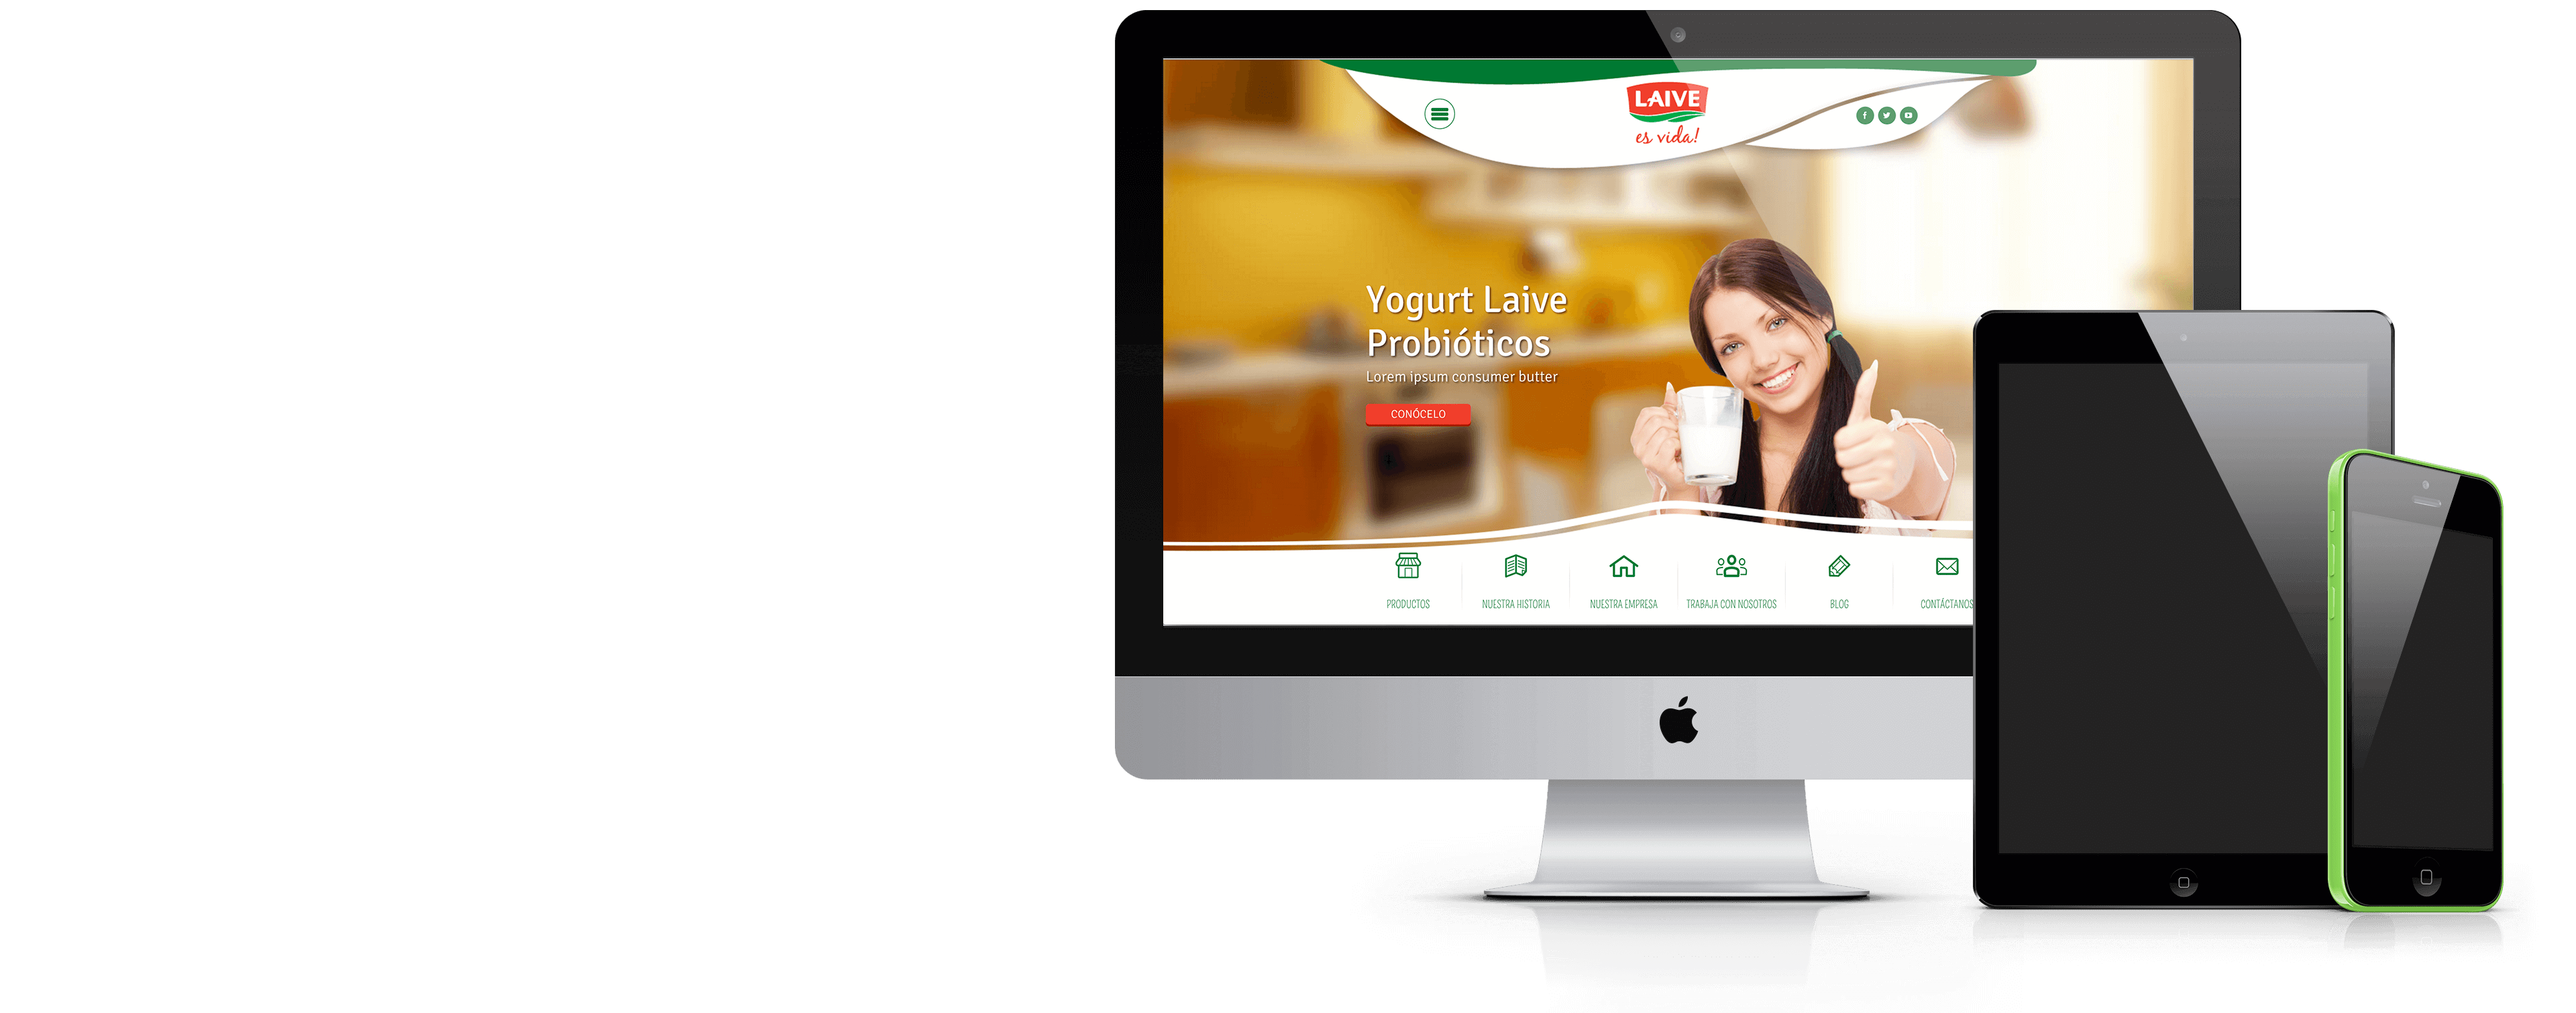 LAIVE
es vida!
Yogurt Laive
Probióticos
Lorem ipsum consumer butter
CONÓCELO
PRODUCTOS
NUESTRA HISTORIA
NUESTRA EMPRESA
TRABAJA CON NOSOTROS
BLOG
CONTÁCTANOS